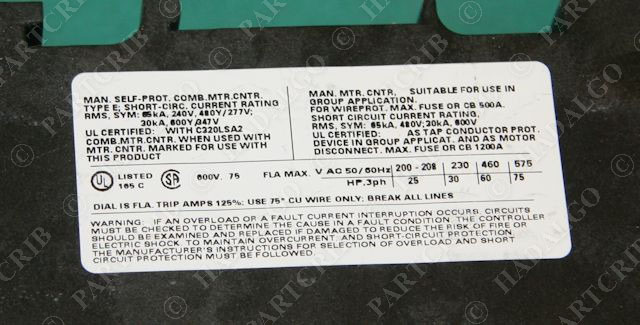 MAN. SELF-PROT. COMB.MTR.CNTR.
TYPE E; SHORT-CIRC. CURRENT RATING
RMS, SYM: 65kA, 240V, 480Y/277V;
30kA, 600Y/347V
UL CERTIFIED: WITH C320LSA2
COMB.MTR.CNTR. WHEN USED WITH
MTR.CNTR. MARKED FOR USE WITH
THIS PRODUCT
MAN. MTR. CNTR, SUITABLE FOR USE IN
GROUP APPLICATION.
FOR WIREPROT. MAX. FUSE OR CB 500A.
SHORT CIRCUIT CURRENT RATING
RMS, SYM: 65kA, 480V; 30kA, 600V
UL CERTIFIED: AS TAP CONDUCTOR PROT.
DEVICE IN GROUP APPLICAT. AND AS MOTOR
DISCONNECT. MAX. FUSE OR CB 1200A
UL LISTED 165 C SA 600V. 75 FLA MAX. V AC 50/60Hz 200-208 230 460 575
HP.3ph 25 30 60 75
DIAL IS FLA. TRIP AMPS 125%: USE 75° CU WIRE ONLY: BREAK ALL LINES
WARNING: IF AN OVERLOAD OR A FAULT CURRENT INTERRUPTION OCCURS. CIRCUITS
MUST BE CHECKED TO DETERMINE THE CAUSE IN A FAULT CONDITION. THE CONTROLLER
SHOULD BE EXAMINED AND REPLACED IF DAMAGED TO REDUCE THE RISK OF FIRE OR
ELECTRIC SHOCK. TO MAINTAIN OVERCURRENT. AND SHORT-CIRCUIT PROTECTION.
THE MANUFACTURER'S INSTRUCTIONS FOR SELECTION OF OVERLOAD AND SHORT
CIRCUIT PROTECTION MUST BE FOLLOWED.
PARTCRIB
HADALGO